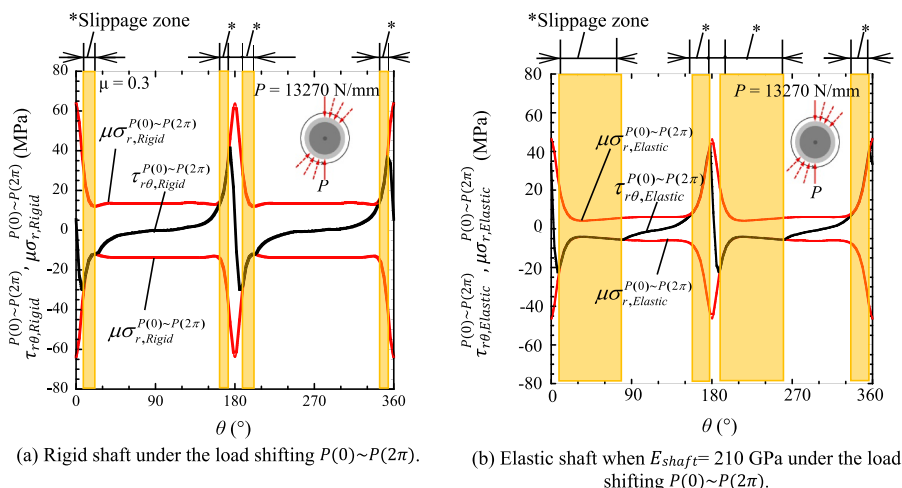 *Slippage zone
* * *
μ = 0.3
P = 13270 N/mm
P
μσ_{r,Rigid}^{P(0)~P(2π)}
τ_{rθ,Rigid}^{P(0)~P(2π)}
μσ_{r,Rigid}^{P(0)~P(2π)}
τ_{rθ,Rigid}^{P(0)~P(2π)}, μσ_{r,Rigid}^{P(0)~P(2π)} (MPa)
80
60
40
20
0
-20
-40
-60
-80
0 90 180 270 360
θ (°)
(a) Rigid shaft under the load shifting P(0)~P(2π).
*Slippage zone
* * *
P = 13270 N/mm
P
μσ_{r,Elastic}^{P(0)~P(2π)}
τ_{rθ,Elastic}^{P(0)~P(2π)}
μσ_{r,Elastic}^{P(0)~P(2π)}
τ_{rθ,Elastic}^{P(0)~P(2π)}, μσ_{r,Elastic}^{P(0)~P(2π)} (MPa)
80
60
40
20
0
-20
-40
-60
-80
0 90 180 270 360
θ (°)
(b) Elastic shaft when E_{shaft}= 210 GPa under the load
shifting P(0)~P(2π).